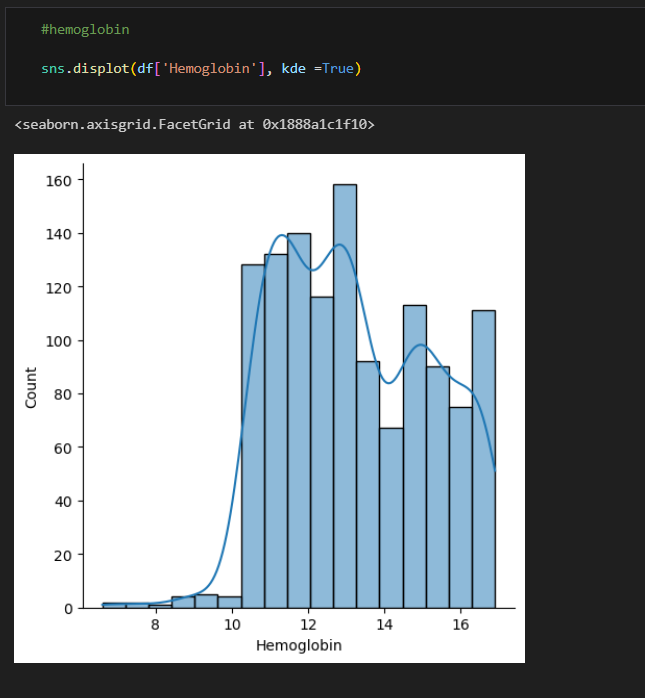 #hemoglobin
sns.displot(df['Hemoglobin'], kde =True)
<seaborn.axisgrid.FacetGrid at 0x1888a1c1f10>
160
140
120
100
80
60
40
20
0
Count
8 10 12 14 16
Hemoglobin